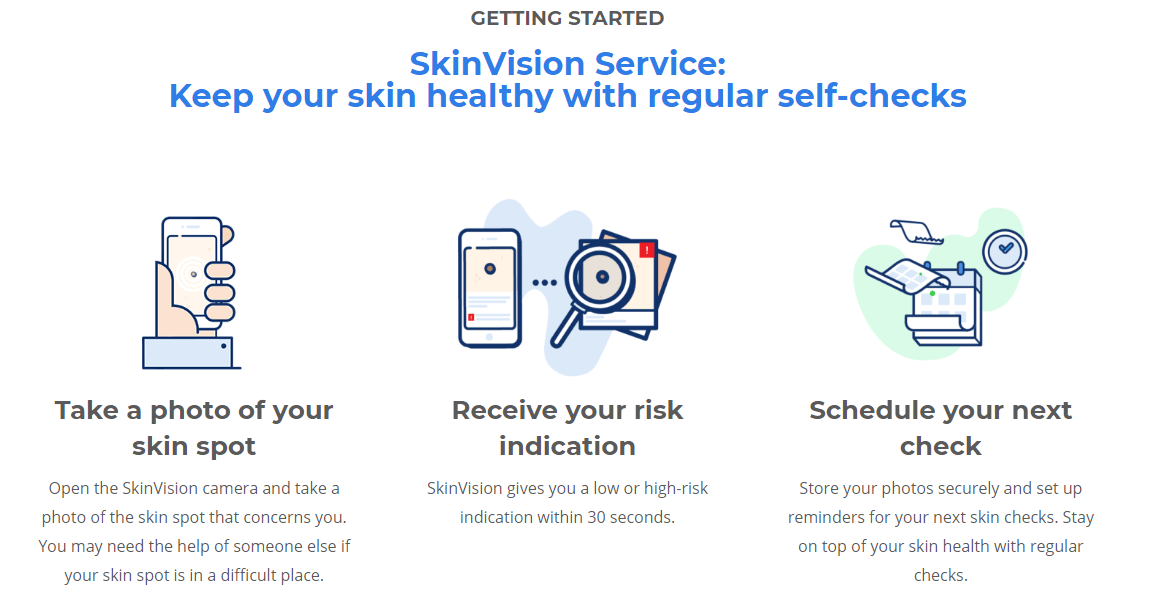 GETTING STARTED
SkinVision Service:
Keep your skin healthy with regular self-checks
Take a photo of your
skin spot
Open the SkinVision camera and take a
photo of the skin spot that concerns you.
You may need the help of someone else if
your skin spot is in a difficult place.
Receive your risk
indication
SkinVision gives you a low or high-risk
indication within 30 seconds.
Schedule your next
check
Store your photos securely and set up
reminders for your next skin checks. Stay
on top of your skin health with regular
checks.